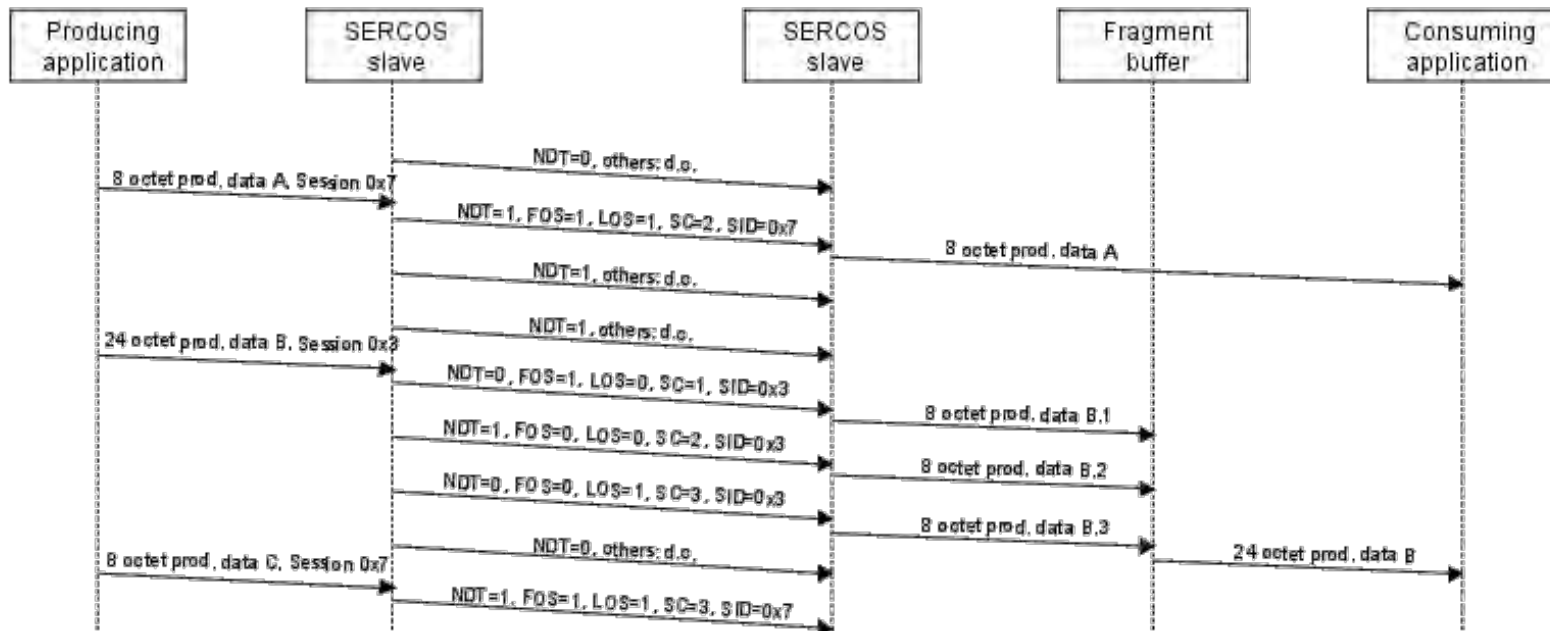 Producing
application
SERCOS
slave
SERCOS
slave
Fragment
buffer
Consuming
application
NDT=0, others: d.c.
8 octet prod. data A, Session 0x7
NDT=1, FOS=1, LOS=1, SC=2, SID=0x7
8 octet prod. data A
NDT=1, others: d.c.
NDT=1, others: d.c.
24 octet prod. data B, Session 0x3
NDT=0, FOS=1, LOS=0, SC=1, SID=0x3
8 octet prod. data B.1
NDT=1, FOS=0, LOS=0, SC=2, SID=0x3
8 octet prod. data B.2
NDT=0, FOS=0, LOS=1, SC=3, SID=0x3
8 octet prod. data B.3
NDT=0, others: d.c.
24 octet prod. data B
8 octet prod. data C, Session 0x7
NDT=1, FOS=1, LOS=1, SC=3, SID=0x7